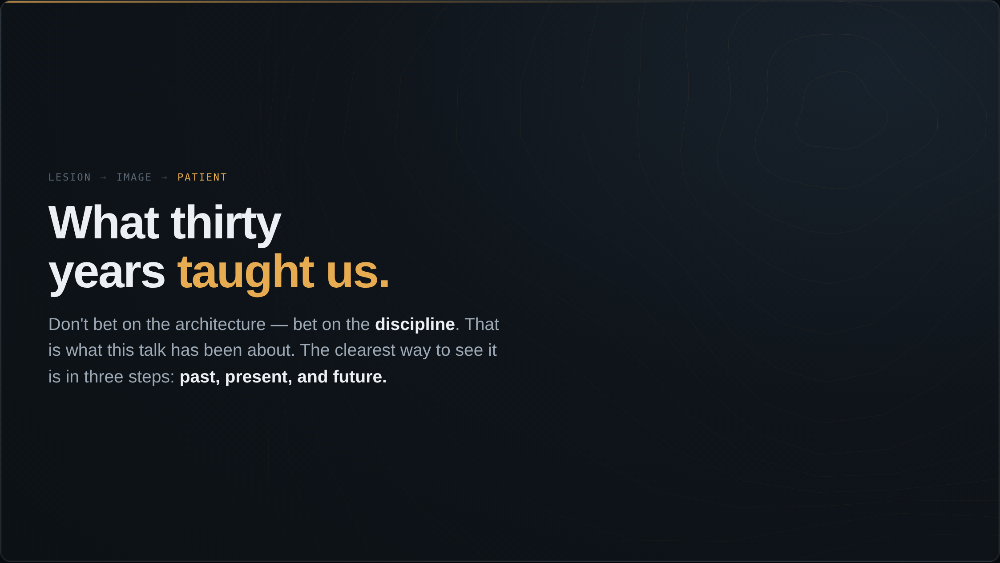 LESION → IMAGE → PATIENT
What thirty
years taught us.
Don't bet on the architecture — bet on the discipline. That
is what this talk has been about. The clearest way to see it
is in three steps: past, present, and future.